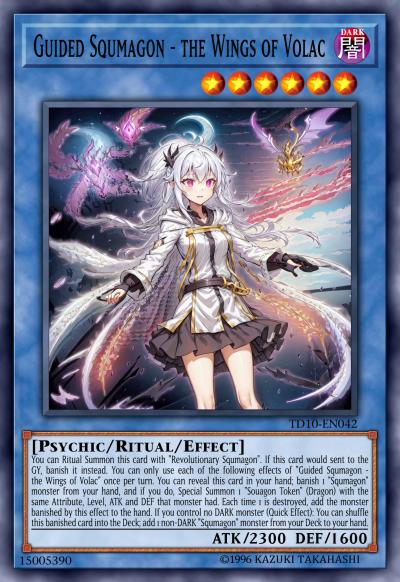 Guided Squmagon - the Wings of Volac
DARK
闇
TD10-EN042
[Psychic/Ritual/Effect]
You can Ritual Summon this card with "Revolutionary Squmagon". If this card would sent to the
GY, banish it instead. You can only use each of the following effects of "Guided Squmagon -
the Wings of Volac" once per turn. You can reveal this card in your hand; banish 1 "Squmagon"
monster from your hand, and if you do, Special Summon 1 "Souagon Token" (Dragon) with the
same Attribute, Level, ATK and DEF that monster had. Each time 1 is destroyed, add the monster
banished by this effect to the hand. If you control no DARK monster (Quick Effect): You can shuffle
this banished card into the Deck; add 1 non-DARK "Squmagon" monster from your Deck to your hand.
ATK/2300 DEF/1600
15005390
©1996 KAZUKI TAKAHASHI